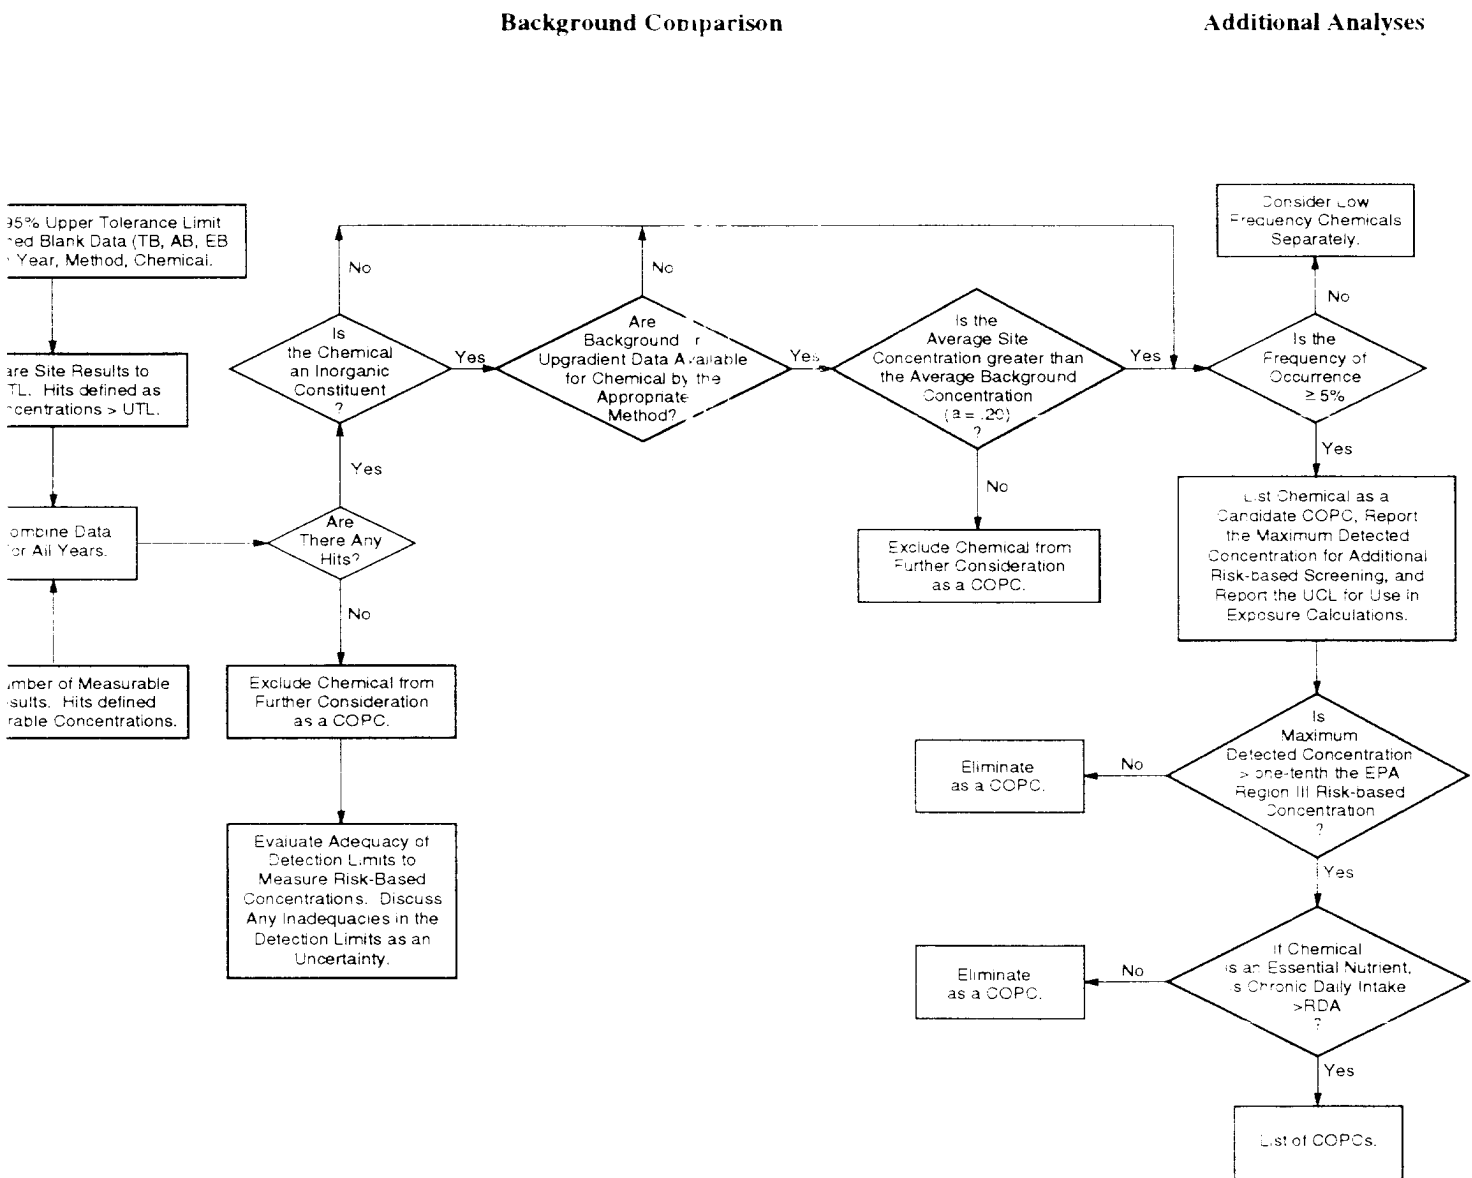 Background Comparison
Additional Analyses
95% Upper Tolerance Limit
Blank Data (TB, AB, EB
Year, Method, Chemical.
Site Results to
Hits defined as
> UTL.
Data
All Years.
of Measurable
Hits defined
Concentrations.
Are
There Any
Hits?
Yes
No
Is
the Chemical
an Inorganic
Constituent
?
No
Yes
Exclude Chemical from
Further Consideration
as a COPC.
Evaluate Adequacy of
Detection Limits to
Measure Risk-Based
Concentrations. Discuss
Any Inadequacies in the
Detection Limits as an
Uncertainty.
Are
Background or
Upgradient Data Available
for Chemical by the
Appropriate
Method?
No
Yes
Is the
Average Site
Concentration greater than
the Average Background
Concentration
(a = .20)
?
Yes
No
Exclude Chemical from
Further Consideration
as a COPC.
Consider Low
Frequency Chemicals
Separately.
No
Is the
Frequency of
Occurrence
≥ 5%
Yes
List Chemical as a
Candidate COPC, Report
the Maximum Detected
Concentration for Additional
Risk-based Screening, and
Report the UCL for Use in
Exposure Calculations.
Is
Maximum
Detected Concentration
> one-tenth the EPA
Region III Risk-based
Concentration
?
No
Eliminate
as a COPC.
Yes
If Chemical
is an Essential Nutrient,
is Chronic Daily Intake
>RDA
?
No
Eliminate
as a COPC.
Yes
List of COPCs.